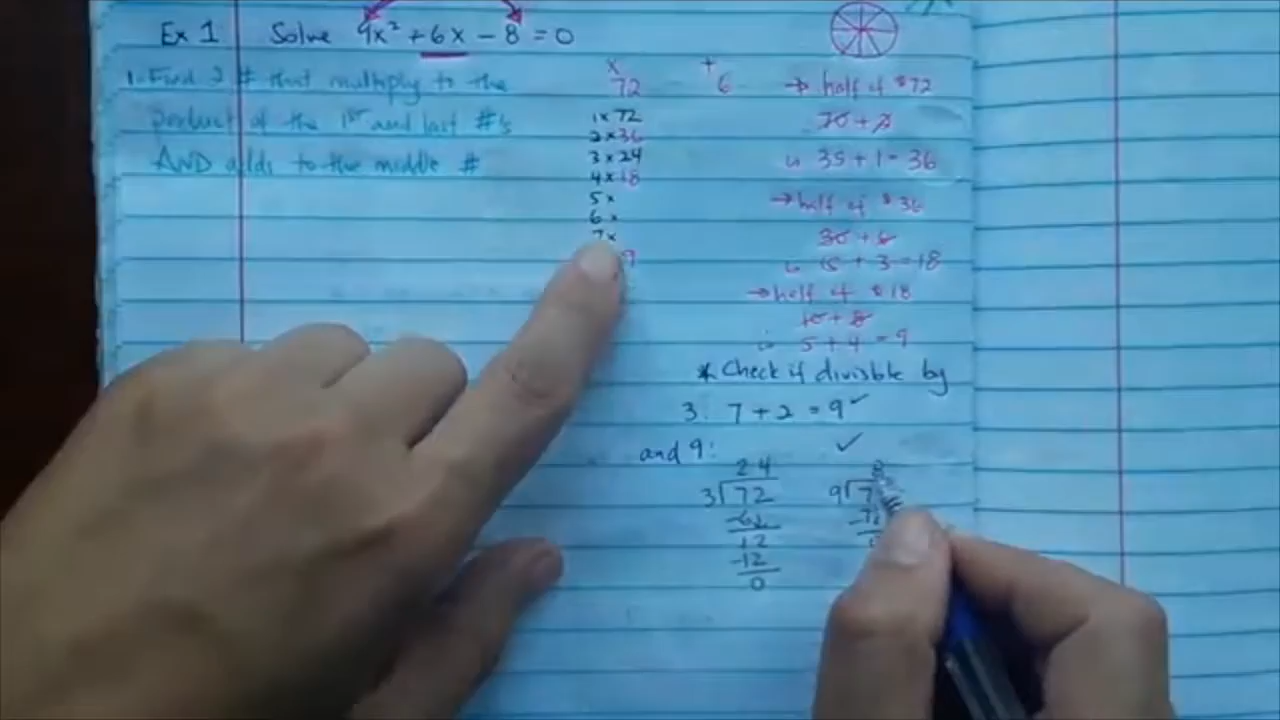 Ex 1 Solve 9x² + 6x - 8 = 0
1. Find 2 # that multiply to the
product of the 1st and last #'s
AND adds to the middle #
x +
72 6
1 x 72
2 x 36
3 x 24
4 x 18
5 x
6 x
7 x
9
→ half of 72
70 + 2
35 + 1 = 36
→ half of 36
30 + 6
15 + 3 = 18
→ half of 18
10 + 8
5 + 4 = 9
* Check if divisble by
3: 7 + 2 = 9 ✓
and 9: ✓
24
3 72
12
-12
0
8
9 7